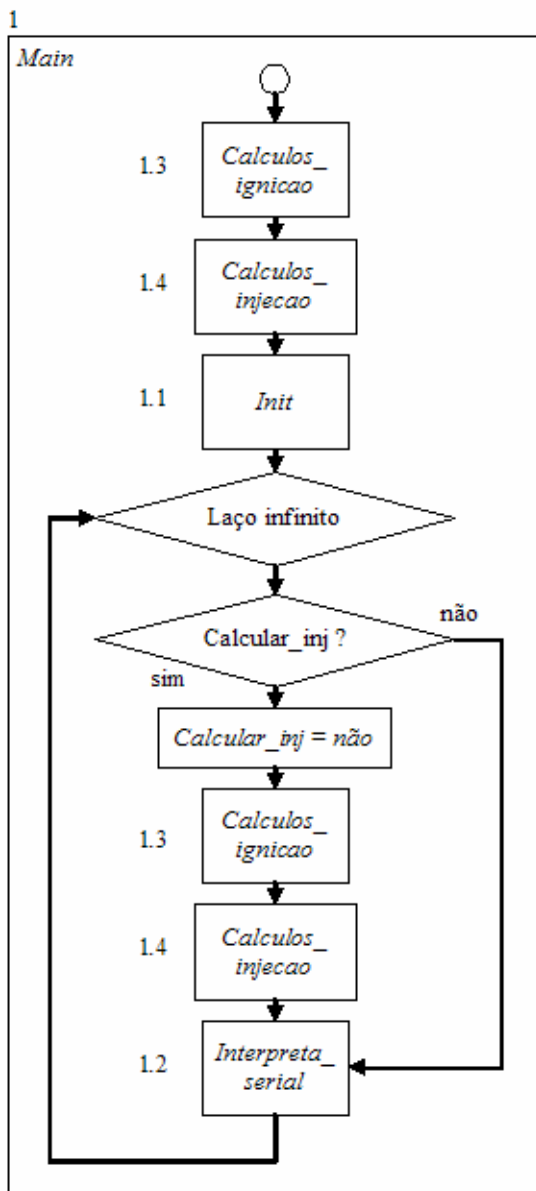 1
Main
1.3
Calculos_
ignicao
1.4
Calculos_
injecao
1.1
Init
Laço infinito
não
Calcular_inj ?
sim
Calcular_inj = não
1.3
Calculos_
ignicao
1.4
Calculos_
injecao
1.2
Interpreta_
serial